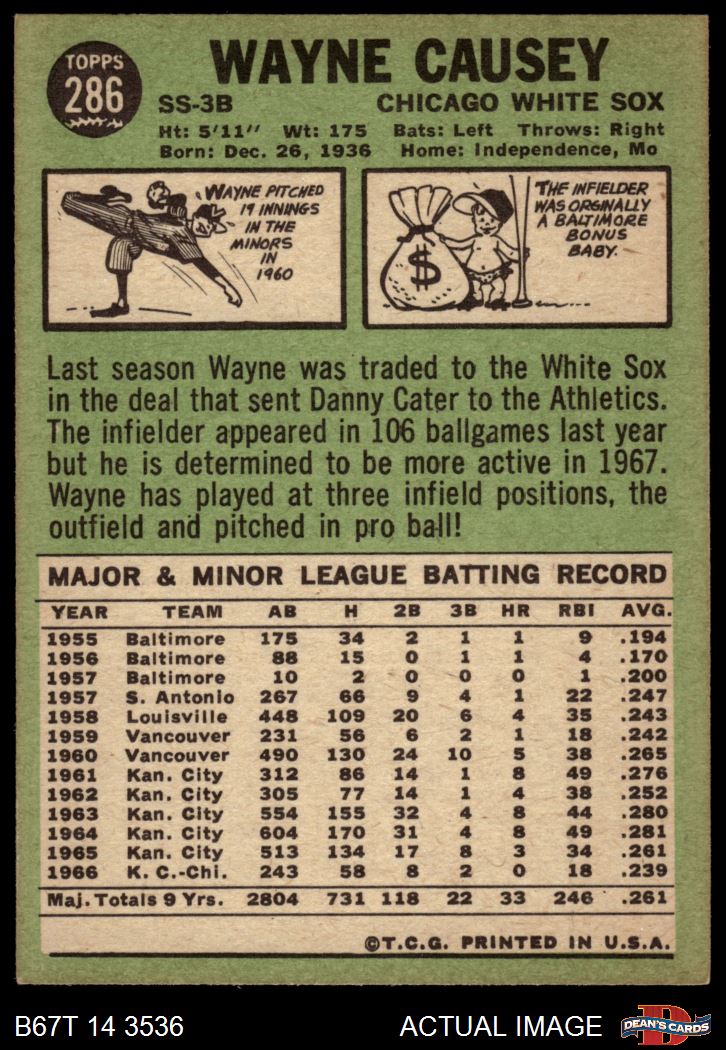 TOPPS
286
WAYNE CAUSEY
SS-3B CHICAGO WHITE SOX
Ht: 5'11" Wt: 175 Bats: Left Throws: Right
Born: Dec. 26, 1936 Home: Independence, Mo
WAYNE PITCHED
19 INNINGS
IN THE
MINORS
IN
1960
THE INFIELDER
WAS ORGINALLY
A BALTIMORE
BONUS
BABY.
$
Last season Wayne was traded to the White Sox
in the deal that sent Danny Cater to the Athletics.
The infielder appeared in 106 ballgames last year
but he is determined to be more active in 1967.
Wayne has played at three infield positions, the
outfield and pitched in pro ball!
MAJOR & MINOR LEAGUE BATTING RECORD
YEAR TEAM AB H 2B 3B HR RBI AVG.
1955 Baltimore 175 34 2 1 1 9 .194
1956 Baltimore 88 15 0 1 1 4 .170
1957 Baltimore 10 2 0 0 0 1 .200
1957 S. Antonio 267 66 9 4 1 22 .247
1958 Louisville 448 109 20 6 4 35 .243
1959 Vancouver 231 56 6 2 1 18 .242
1960 Vancouver 490 130 24 10 5 38 .265
1961 Kan. City 312 86 14 1 8 49 .276
1962 Kan. City 305 77 14 1 4 38 .252
1963 Kan. City 554 155 32 4 8 44 .280
1964 Kan. City 604 170 31 4 8 49 .281
1965 Kan. City 513 134 17 8 3 34 .261
1966 K. C.-Chi. 243 58 8 2 0 18 .239
Maj. Totals 9 Yrs. 2804 731 118 22 33 246 .261
©T.C.G. PRINTED IN U.S.A.
B67T 14 3536 ACTUAL IMAGE
D
DEAN'S CARDS